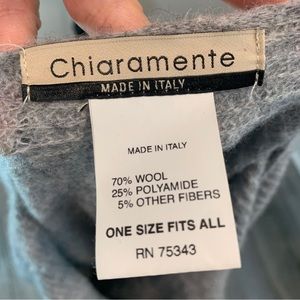 Chiaramente
MADE IN ITALY
MADE IN ITALY
70% WOOL
25% POLYAMIDE
5% OTHER FIBERS
ONE SIZE FITS ALL
RN 75343